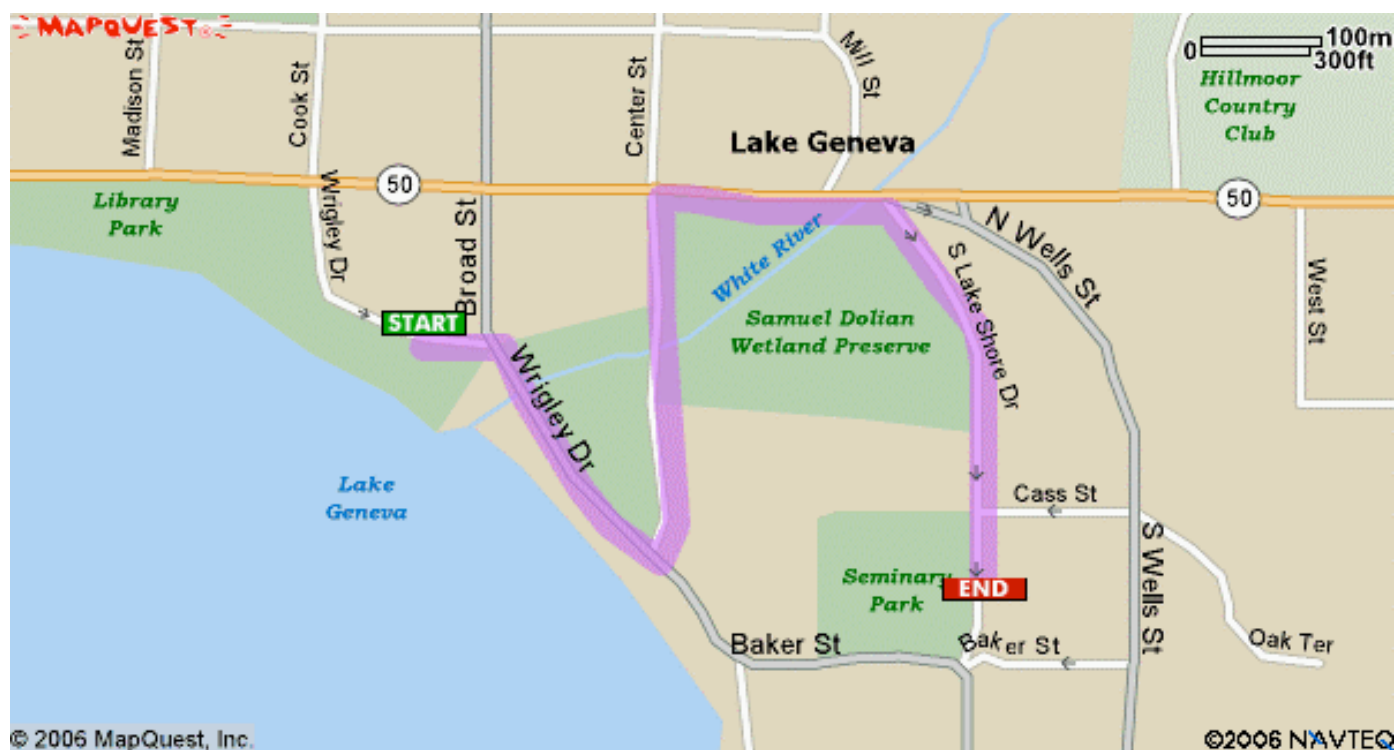 MAPQUEST®
0
100m
300ft
Madison St
Cook St
Center St
Mill St
Hillmoor
Country
Club
Lake Geneva
50
50
Library
Park
Wrigley Dr
Broad St
White River
N Wells St
S Lake Shore Dr
West St
START
Samuel Dolian
Wetland Preserve
Wrigley Dr
Lake
Geneva
Cass St
S Wells St
Seminary
Park
END
Baker St
Baker St
Oak Ter
© 2006 MapQuest, Inc.
©2006 NAVTEQ